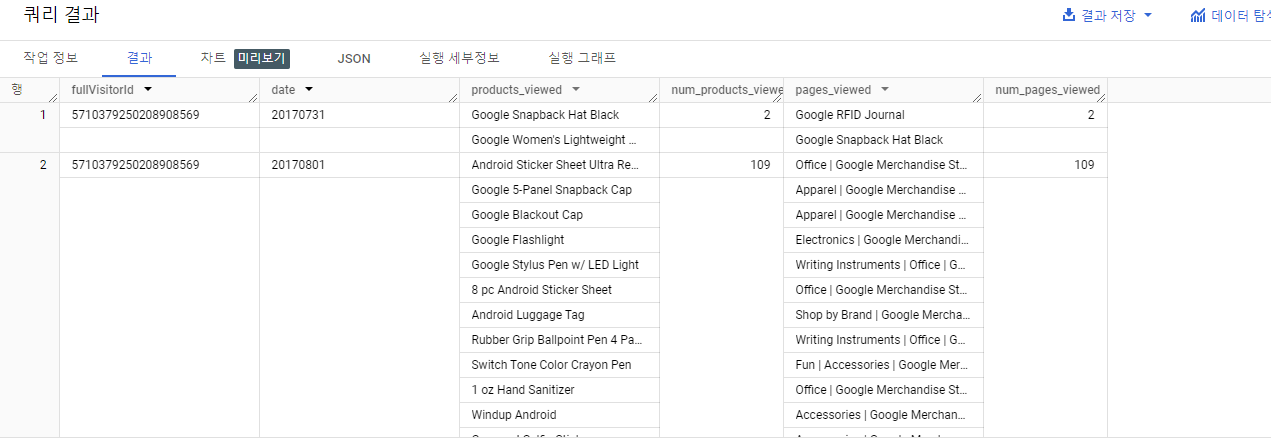 쿼리 결과
결과 저장
데이터 탐색
작업 정보 결과 차트 미리보기 JSON 실행 세부정보 실행 그래프
행 fullVisitorId date products_viewed num_products_viewe pages_viewed num_pages_viewed
1 5710379250208908569 20170731 Google Snapback Hat Black 2 Google RFID Journal 2
Google Women's Lightweight ... Google Snapback Hat Black
2 5710379250208908569 20170801 Android Sticker Sheet Ultra Re... 109 Office | Google Merchandise St... 109
Google 5-Panel Snapback Cap Apparel | Google Merchandise ...
Google Blackout Cap Apparel | Google Merchandise ...
Google Flashlight Electronics | Google Merchandi...
Google Stylus Pen w/ LED Light Writing Instruments | Office | G...
8 pc Android Sticker Sheet Office | Google Merchandise St...
Android Luggage Tag Shop by Brand | Google Mercha...
Rubber Grip Ballpoint Pen 4 Pa... Writing Instruments | Office | G...
Switch Tone Color Crayon Pen Fun | Accessories | Google Mer...
1 oz Hand Sanitizer Office | Google Merchandise St...
Windup Android Accessories | Google Merchan...